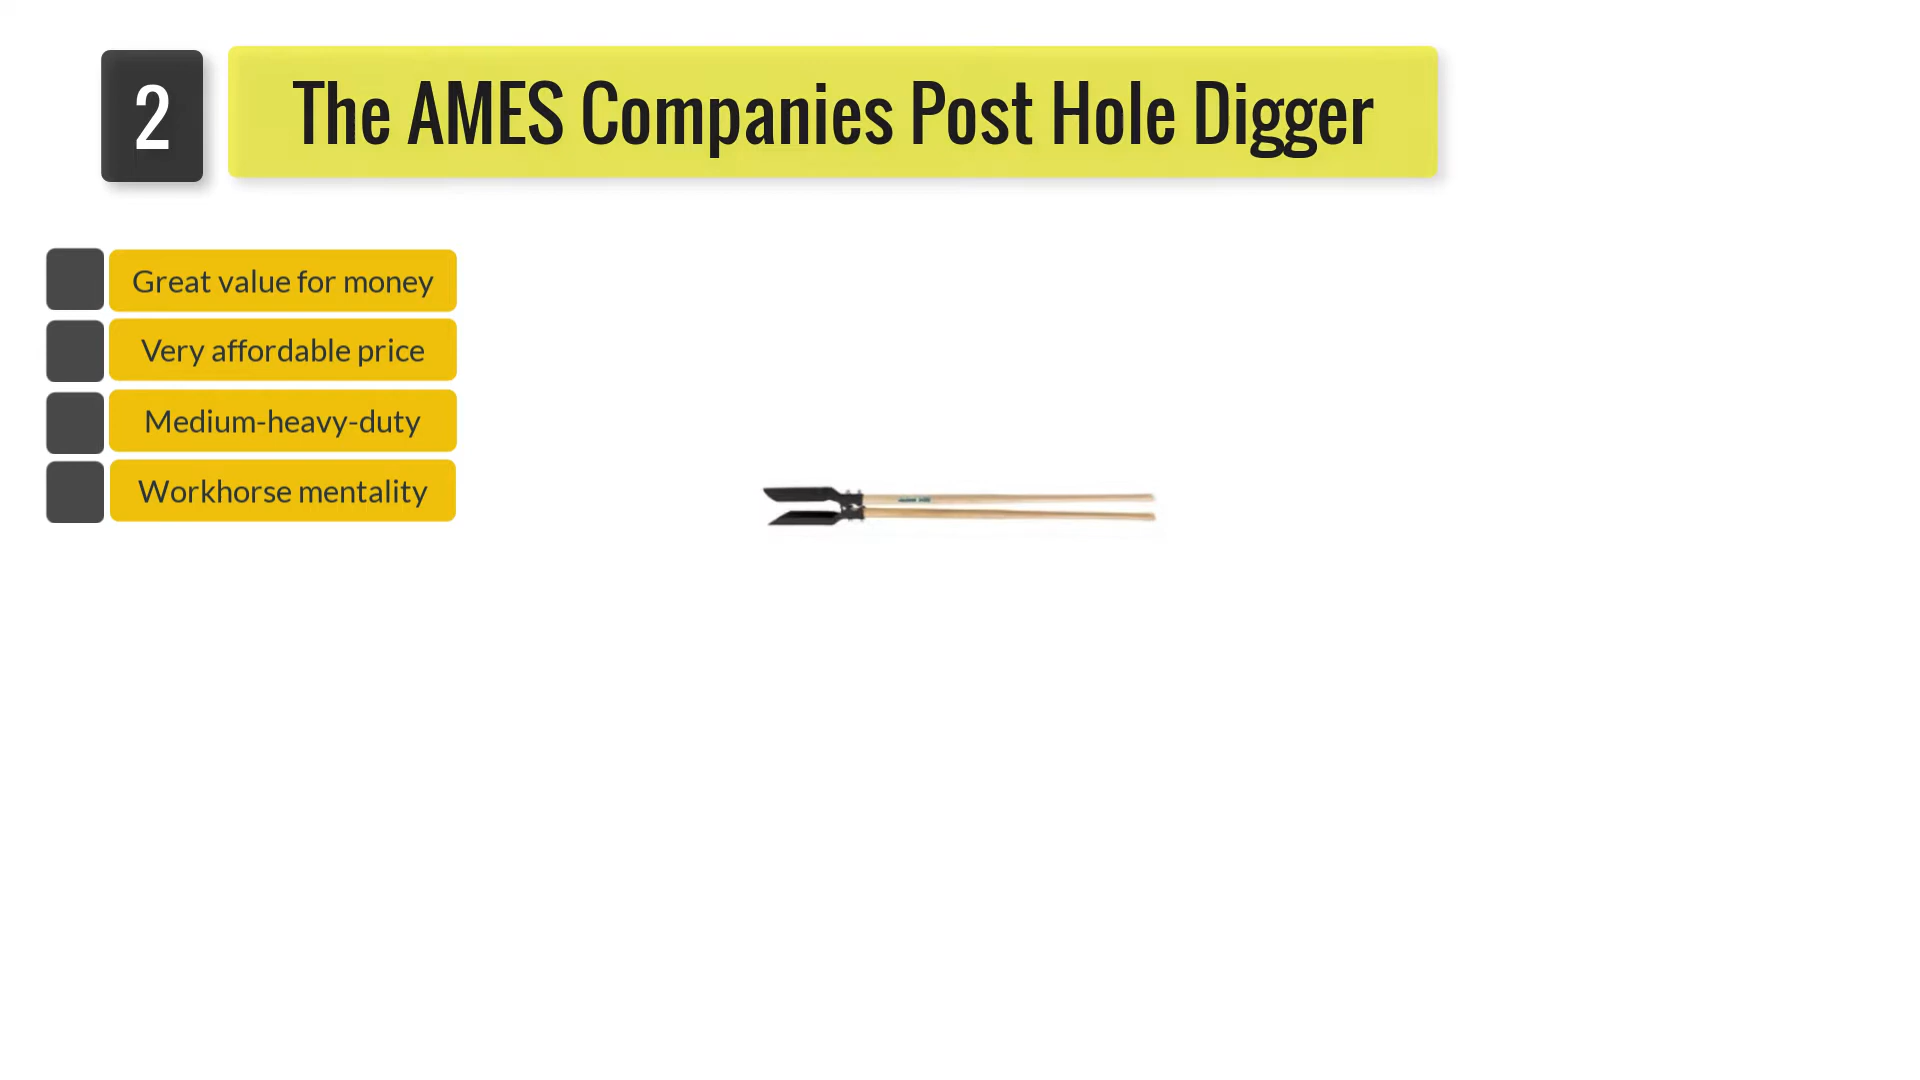 2
The AMES Companies Post Hole Digger
Great value for money
Very affordable price
Medium-heavy-duty
Workhorse mentality